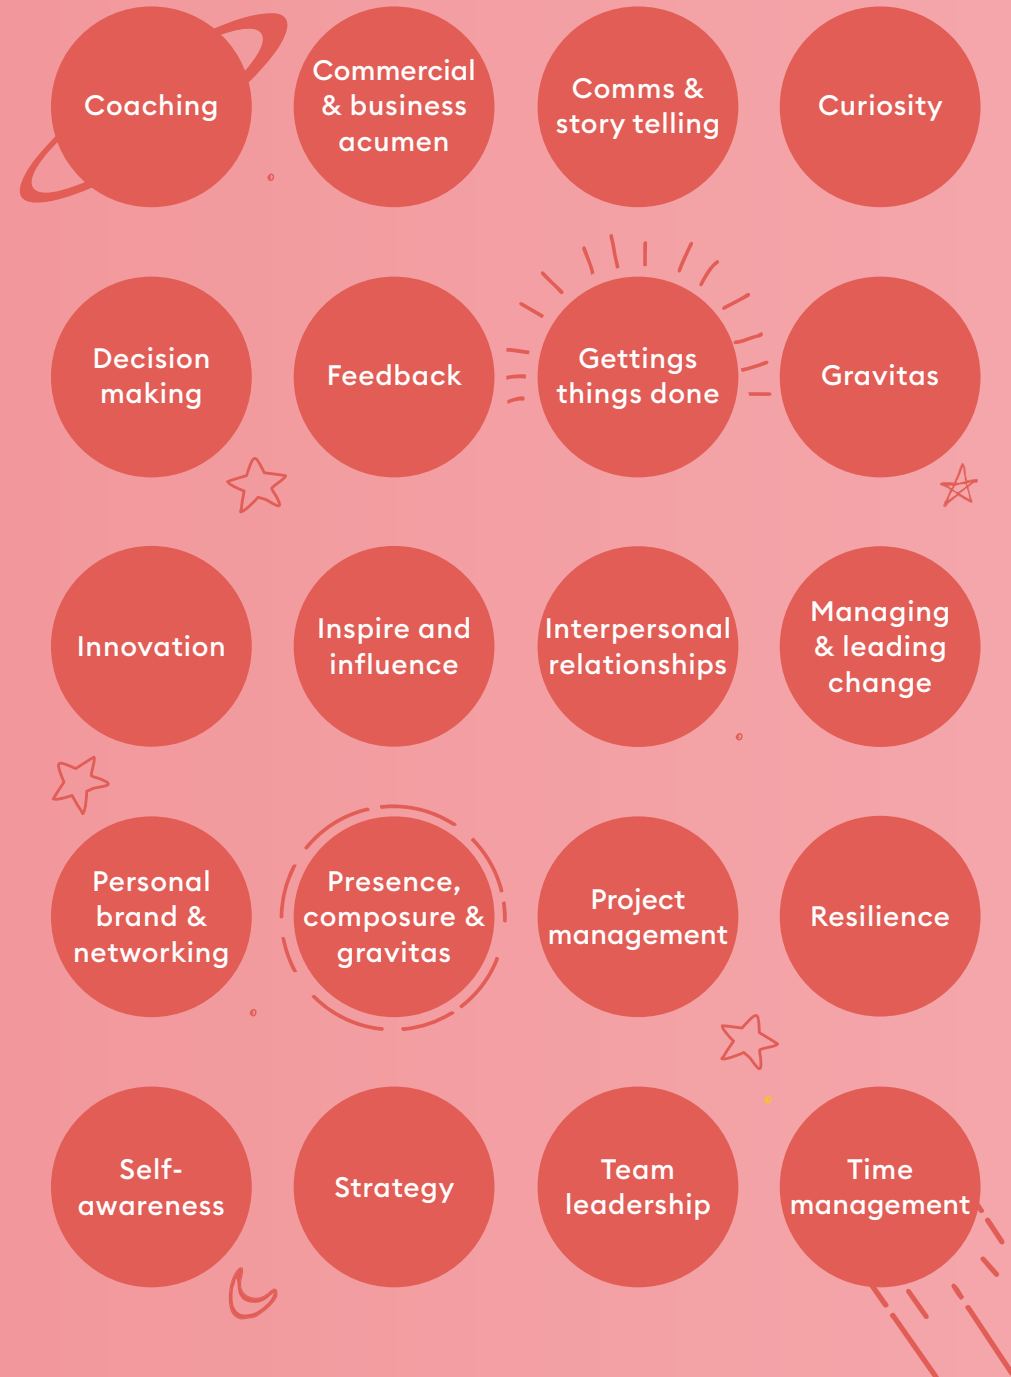 Coaching
Commercial
& business
acumen
Comms &
story telling
Curiosity
Decision
making
Feedback
Gettings
things done
Gravitas
Innovation
Inspire and
influence
Interpersonal
relationships
Managing
& leading
change
Personal
brand &
networking
Presence,
composure &
gravitas
Project
management
Resilience
Self-
awareness
Strategy
Team
leadership
Time
management